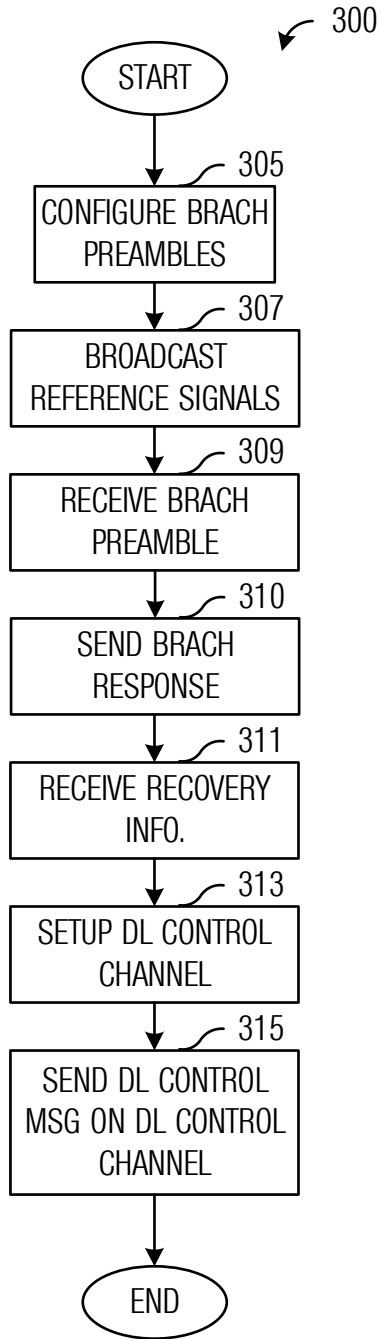 300
START
305
CONFIGURE BRACH
PREAMBLES
307
BROADCAST
REFERENCE SIGNALS
309
RECEIVE BRACH
PREAMBLE
310
SEND BRACH
RESPONSE
311
RECEIVE RECOVERY
INFO.
313
SETUP DL CONTROL
CHANNEL
315
SEND DL CONTROL
MSG ON DL CONTROL
CHANNEL
END